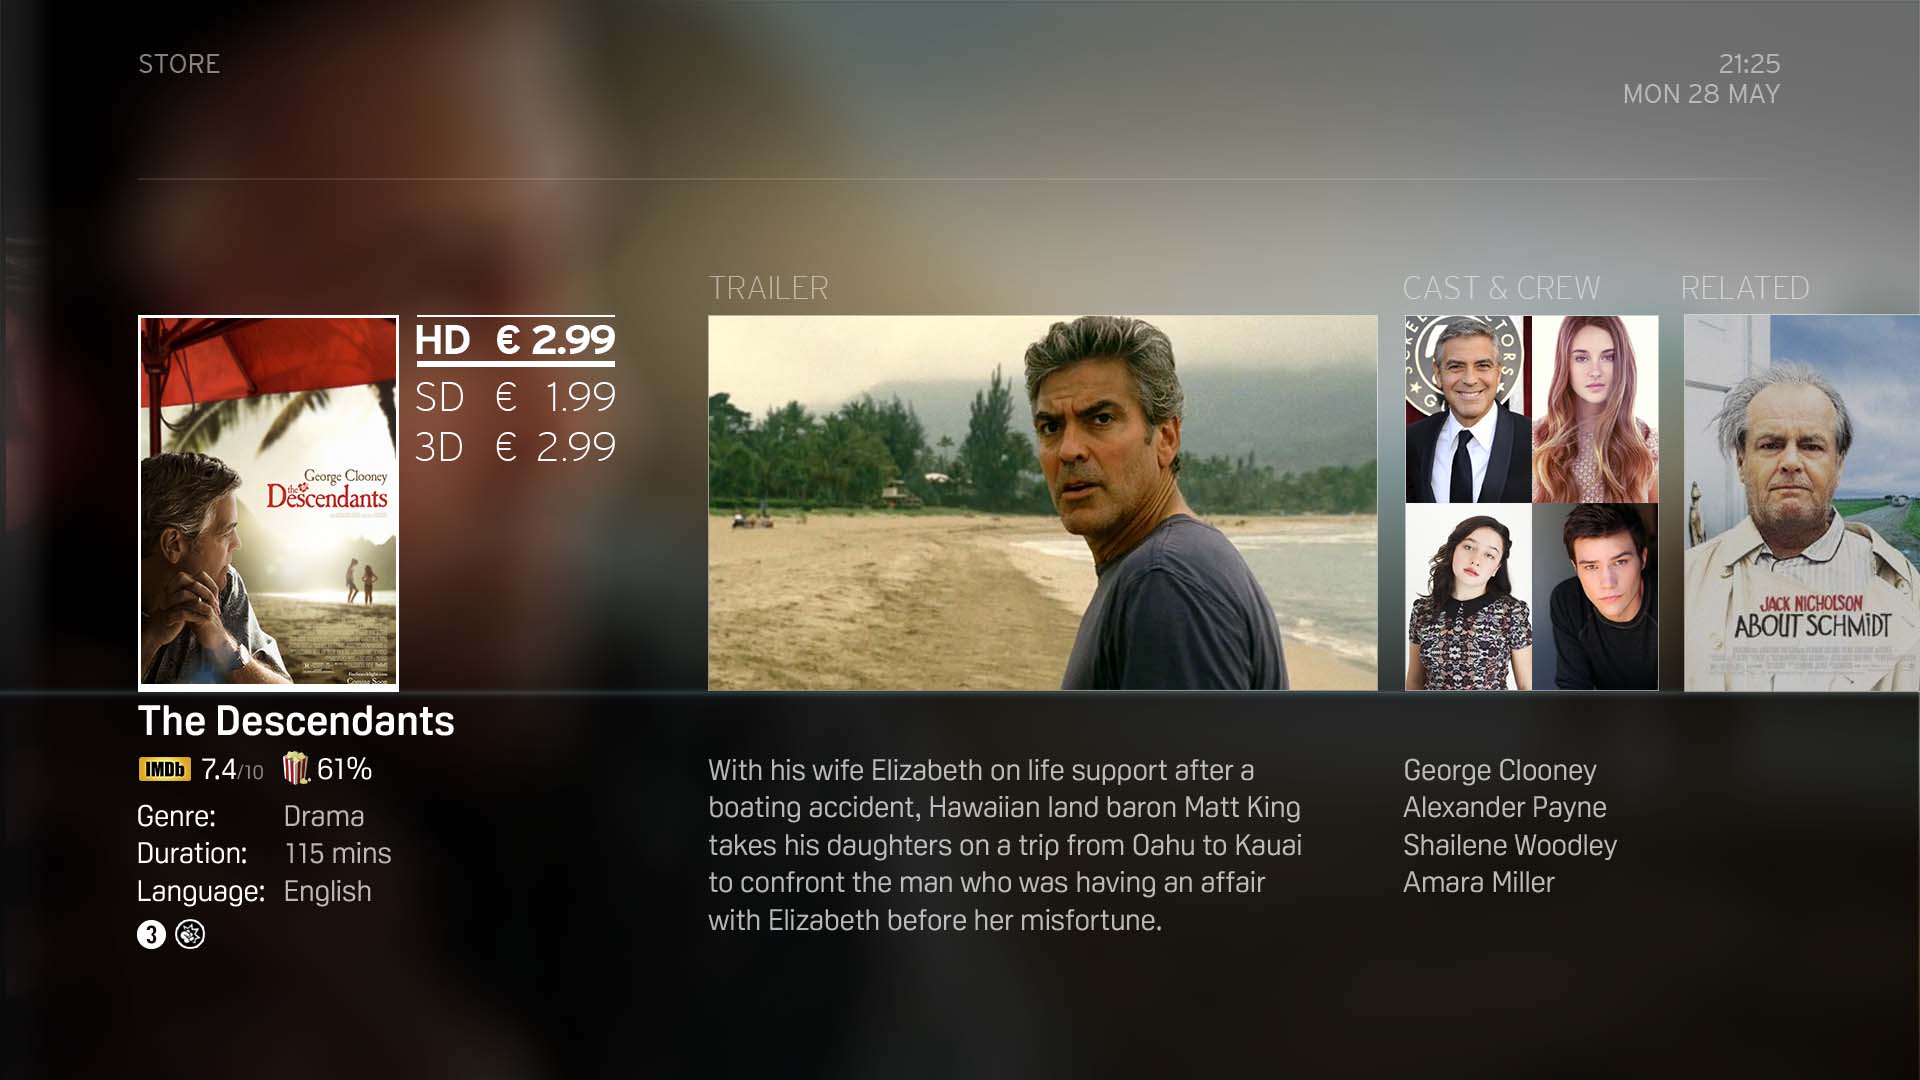 STORE
21:25
MON 28 MAY
TRAILER
CAST & CREW
RELATED
HD € 2.99
SD € 1.99
3D € 2.99
George Clooney
the
Descendants
Coming Soon
JACK NICHOLSON
ABOUT SCHMIDT
The Descendants
IMDb 7.4/10 61%
Genre: Drama
Duration: 115 mins
Language: English
3
With his wife Elizabeth on life support after a
boating accident, Hawaiian land baron Matt King
takes his daughters on a trip from Oahu to Kauai
to confront the man who was having an affair
with Elizabeth before her misfortune.
George Clooney
Alexander Payne
Shailene Woodley
Amara Miller